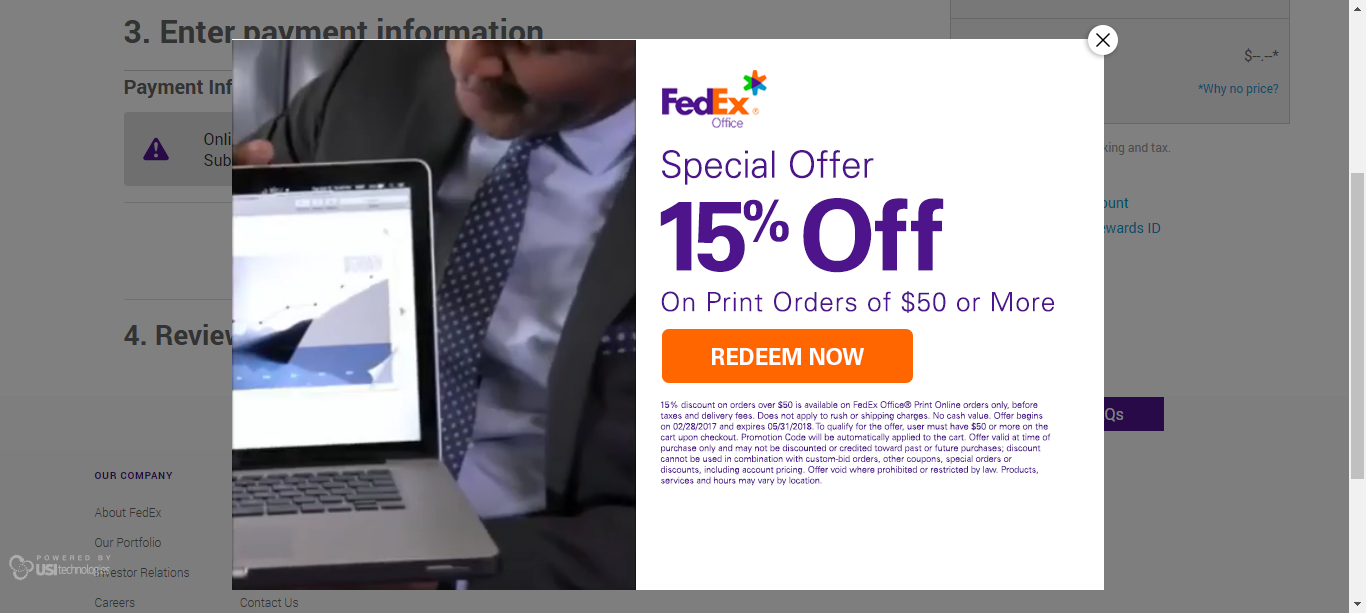 3. Enter payment information
Payment Inf
Onli
Sub
4. Review
$--.--*
*Why no price?
king and tax.
ount
ewards ID
Qs
FedEx®
Office
Special Offer
15% Off
On Print Orders of $50 or More
REDEEM NOW
15% discount on orders over $50 is available on FedEx Office® Print Online orders only, before
taxes and delivery fees. Does not apply to rush or shipping charges. No cash value. Offer begins
on 02/28/2017 and expires 05/31/2018. To qualify for the offer, user must have $50 or more on the
cart upon checkout. Promotion Code will be automatically applied to the cart. Offer valid at time of
purchase only and may not be discounted or credited toward past or future purchases; discount
cannot be used in combination with custom-bid orders, other coupons, special orders or
discounts, including account pricing. Offer void where prohibited or restricted by law. Products,
services and hours may vary by location.
OUR COMPANY
About FedEx
Our Portfolio
Investor Relations
Careers
Contact Us
POWERED BY
USI technologies